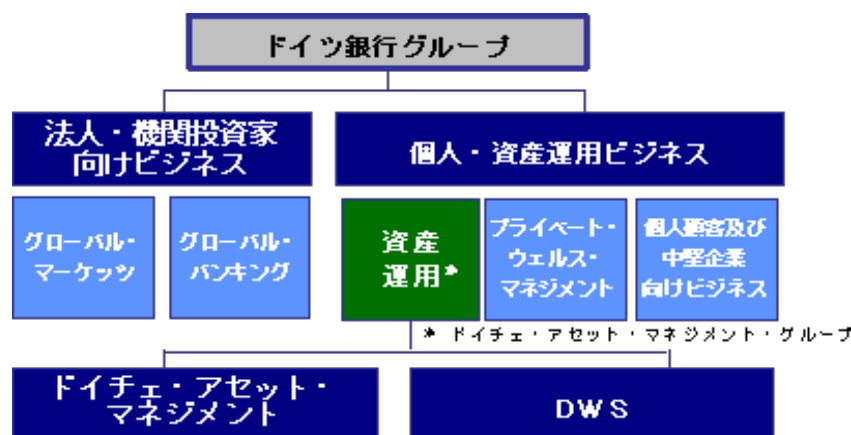 ドイツ銀行グループ
法人・機関投資家
向けビジネス
個人・資産運用ビジネス
グローバル・
マーケッツ
グローバル・
バンキング
資産
運用*
プライベート・
ウェルス・
マネジメント
個人顧客及び
中堅企業
向けビジネス
* ドイチェ・アセット・マネジメント・グループ
ドイチェ・アセット・
マネジメント
DWS